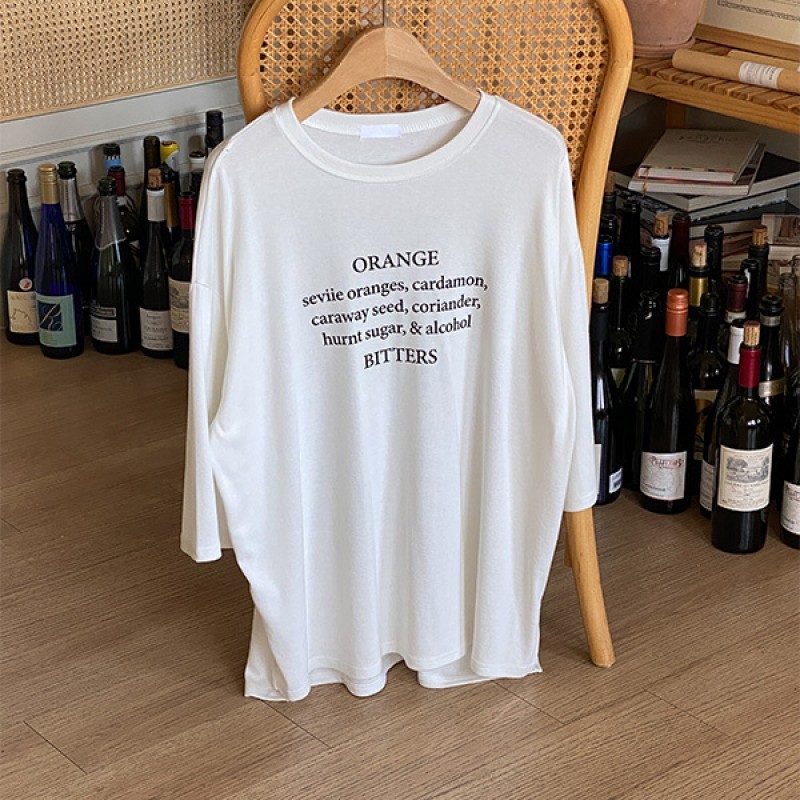 ORANGE
seviie oranges, cardamon,
caraway seed, coriander,
hurnt sugar, & alcohol
BITTERS